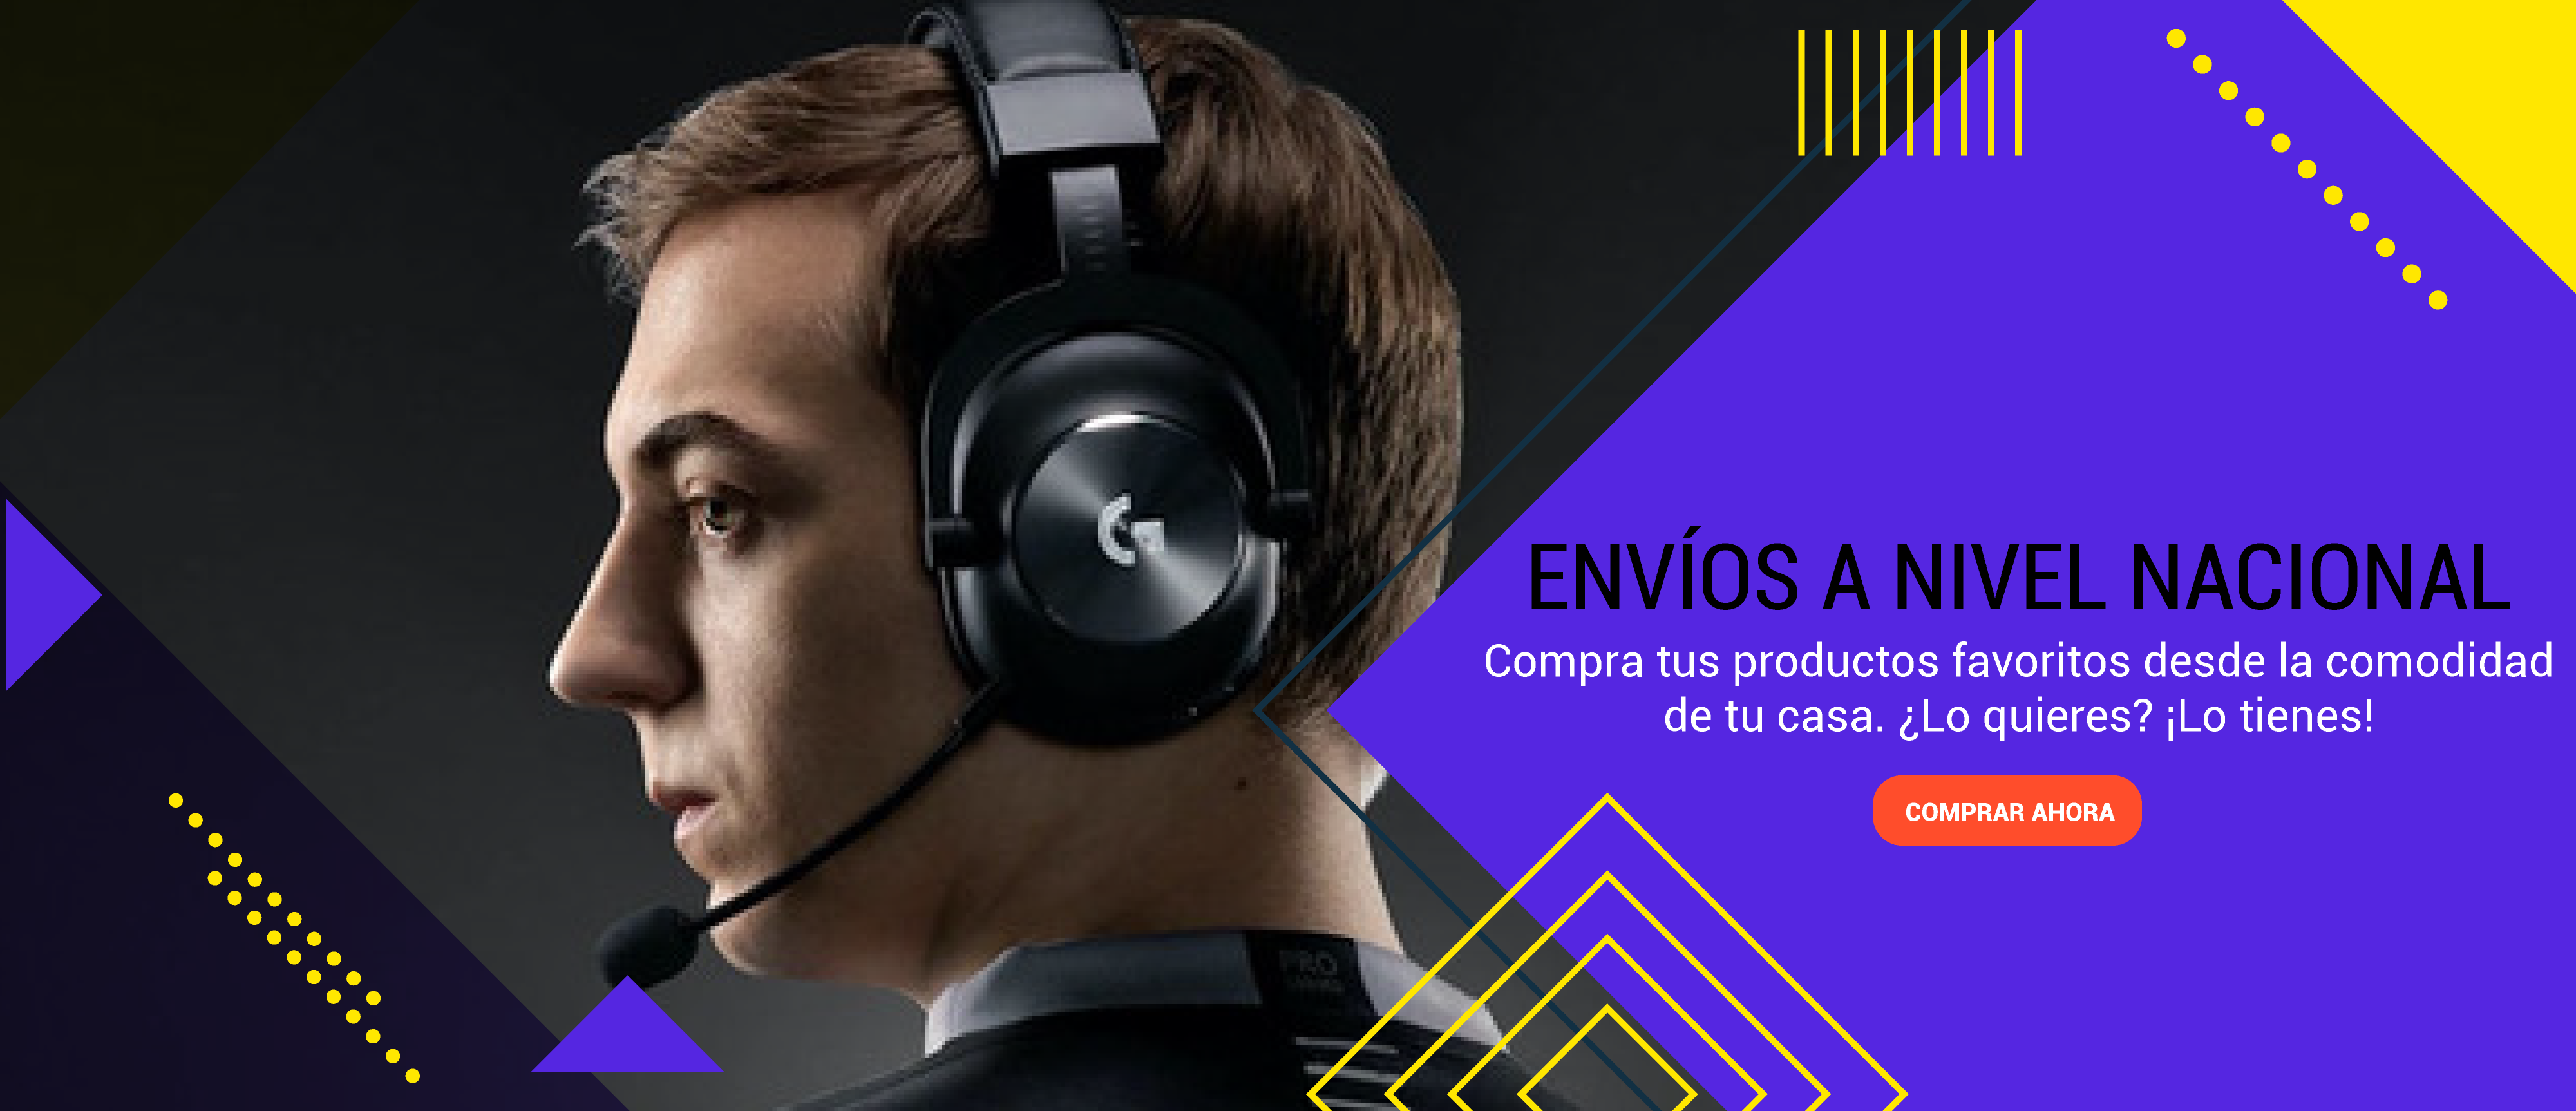 ENVÍOS A NIVEL NACIONAL
Compra tus productos favoritos desde la comodidad
de tu casa. ¿Lo quieres? ¡Lo tienes!
COMPRAR AHORA
G
PRO